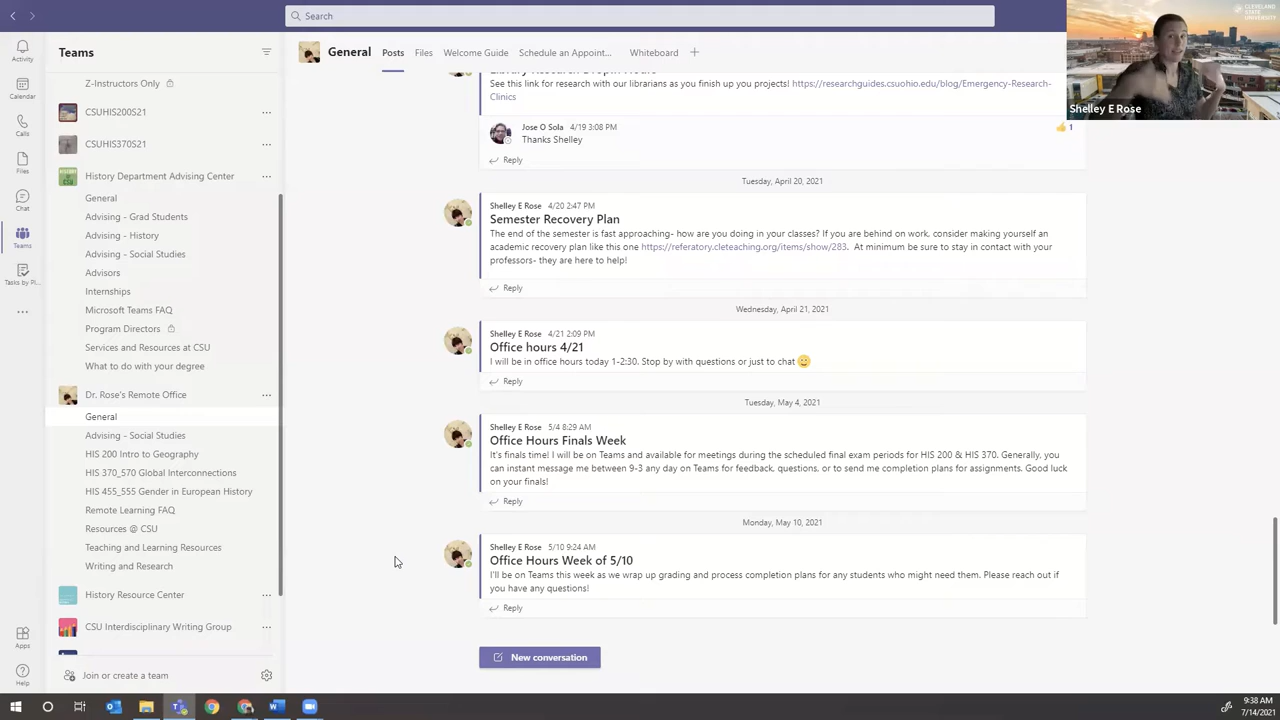 Search
CLEVELAND
STATE
UNIVERSITY
Shelley E Rose
Activity
Calendar
Calls
Files
Chat
Teams
Tasks by Pl...
Apps
Help
Teams
Z-Instructors Only
CSUHIS200S21
CSUHIS370S21
History Department Advising Center
General
Advising - Grad Students
Advising - History
Advising - Social Studies
Advisors
Internships
Microsoft Teams FAQ
Program Directors
Services and Resources at CSU
What to do with your degree
Dr. Rose's Remote Office
General
Advising - Social Studies
HIS 200 Intro to Geography
HIS 370_570 Global Interconnections
HIS 455_555 Gender in European History
Remote Learning FAQ
Resources @ CSU
Teaching and Learning Resources
Writing and Research
History Resource Center
CSU Interdisciplinary Writing Group
Join or create a team
General Posts Files Welcome Guide Schedule an Appoint... Whiteboard
See this link for research with our librarians as you finish up you projects! https://researchguides.csuohio.edu/blog/Emergency-Research-
Clinics
Jose O Sola 4/19 3:08 PM
1
Thanks Shelley
Reply
Tuesday, April 20, 2021
Shelley E Rose 4/20 2:47 PM
Semester Recovery Plan
The end of the semester is fast approaching- how are you doing in your classes? If you are behind on work, consider making yourself an
academic recovery plan like this one https://referatory.cleteaching.org/items/show/283. At minimum be sure to stay in contact with your
professors- they are here to help!
Reply
Wednesday, April 21, 2021
Shelley E Rose 4/21 2:09 PM
Office hours 4/21
I will be in office hours today 1-2:30. Stop by with questions or just to chat
Reply
Tuesday, May 4, 2021
Shelley E Rose 5/4 8:29 AM
Office Hours Finals Week
It's finals time! I will be on Teams and available for meetings during the scheduled final exam periods for HIS 200 & HIS 370. Generally, you
can instant message me between 9-3 any day on Teams for feedback, questions, or to send me completion plans for assignments. Good luck
on your finals!
Reply
Monday, May 10, 2021
Shelley E Rose 5/10 9:24 AM
Office Hours Week of 5/10
I'll be on Teams this week as we wrap up grading and process completion plans for any students who might need them. Please reach out if
you have any questions!
Reply
New conversation
9:38 AM
7/14/2021